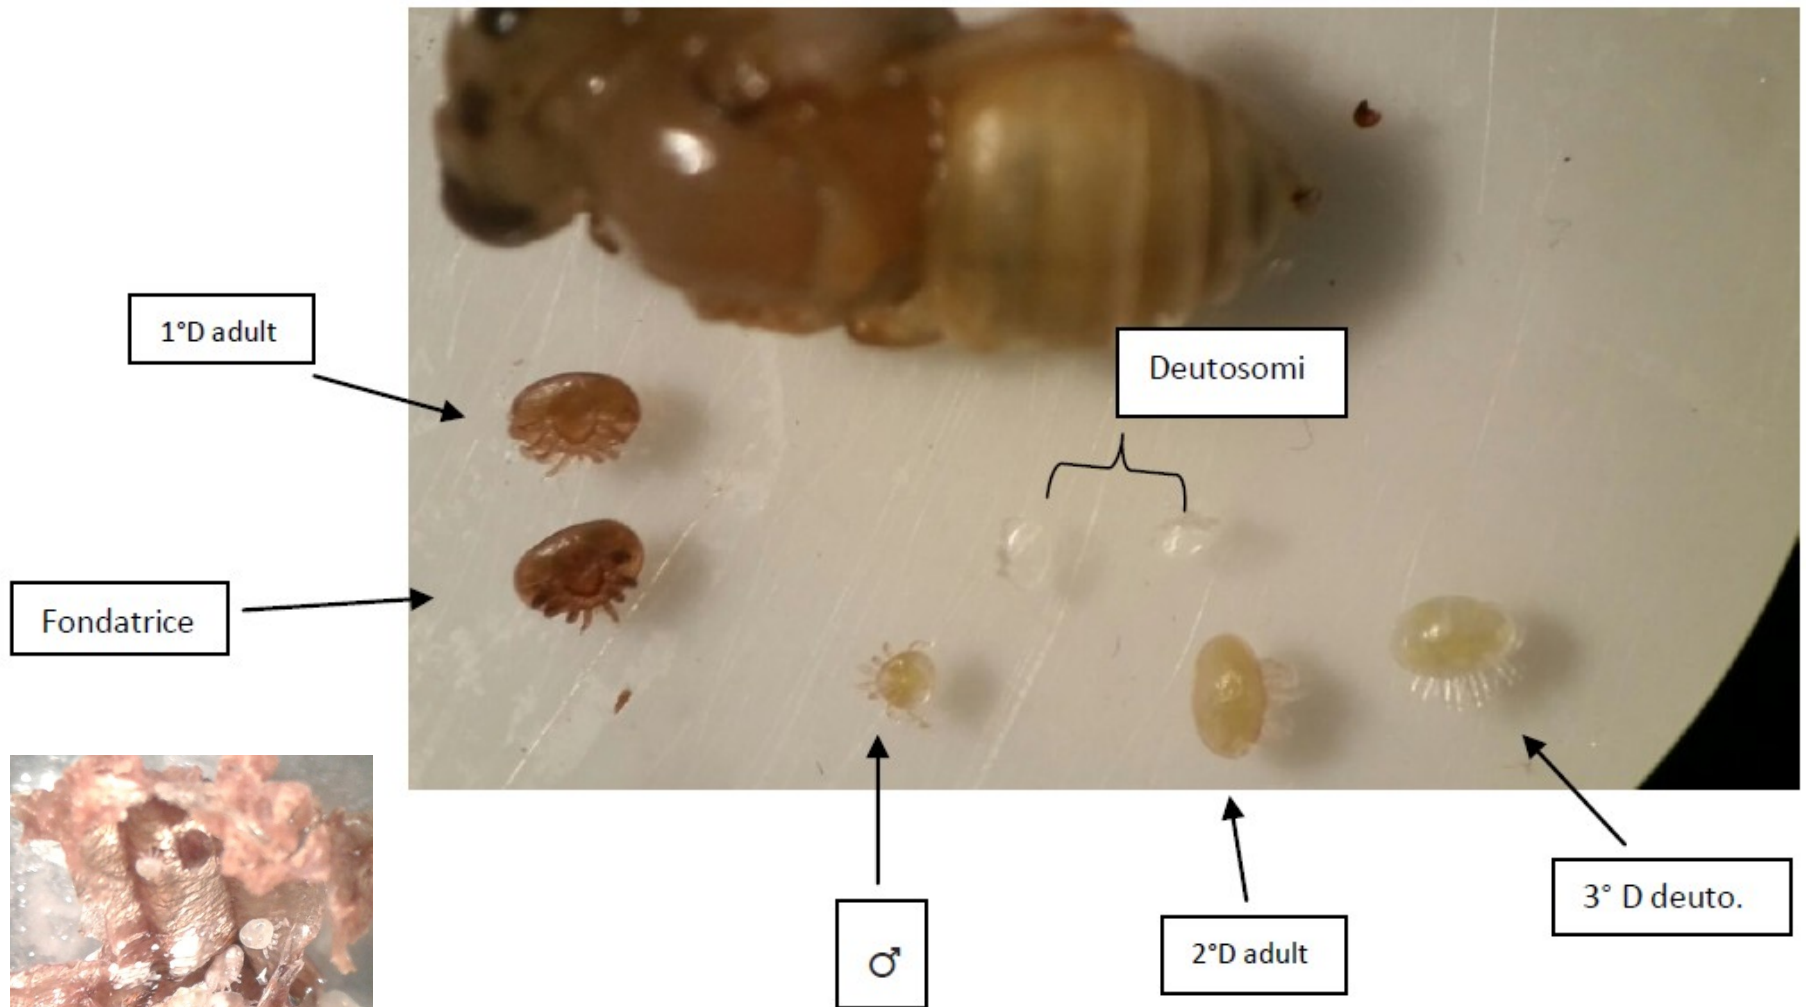 1°D adult
Deutosomi
Fondatrice
♂
2°D adult
3° D deuto.